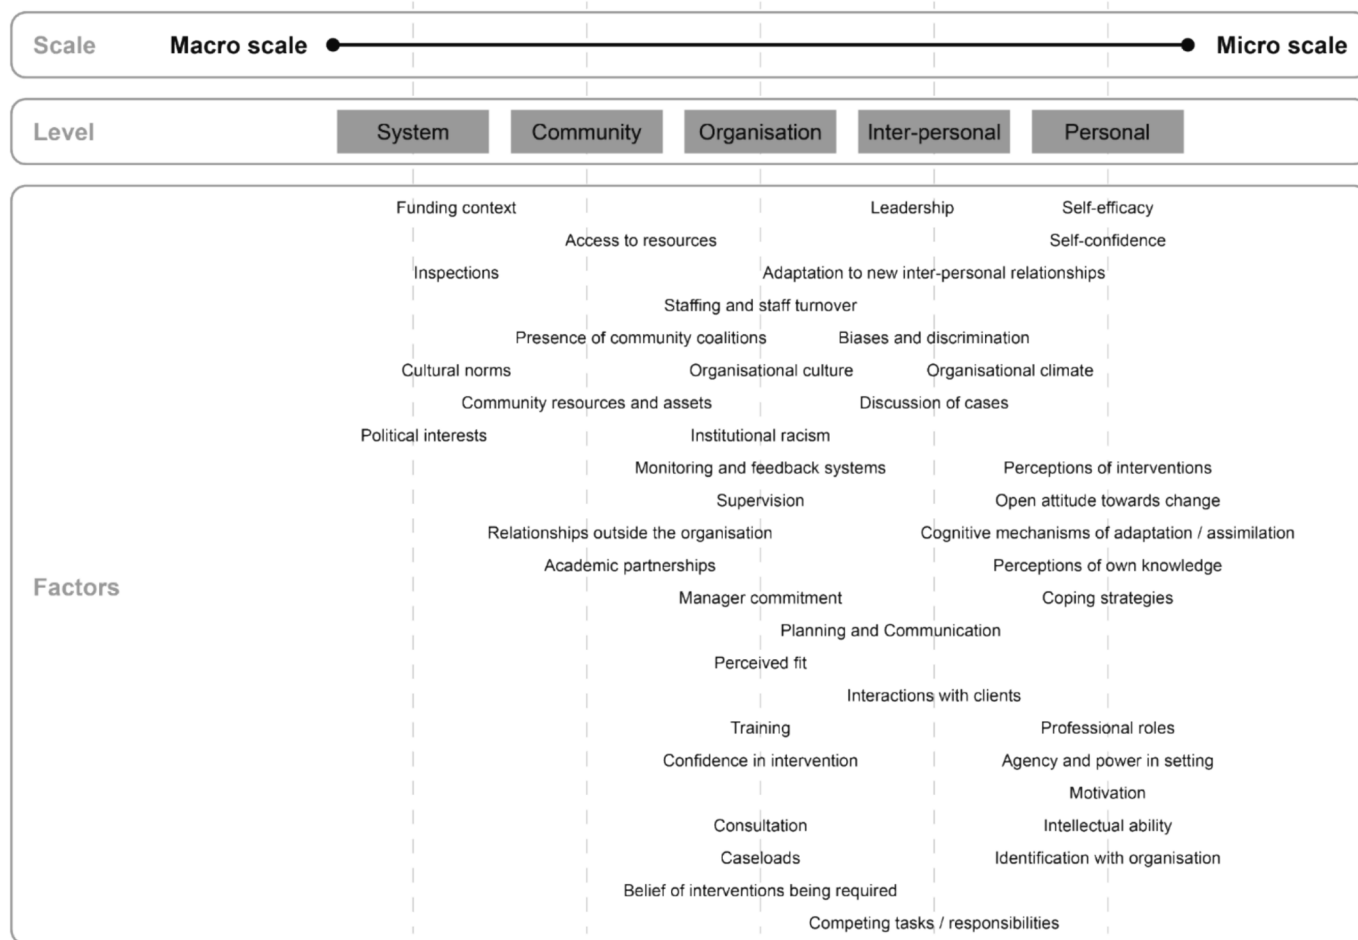 Scale Macro scale Micro scale
Level System Community Organisation Inter-personal Personal
Factors
Funding context Leadership Self-efficacy
Access to resources Self-confidence
Inspections Adaptation to new inter-personal relationships
Staffing and staff turnover
Presence of community coalitions Biases and discrimination
Cultural norms Organisational culture Organisational climate
Community resources and assets Discussion of cases
Political interests Institutional racism
Monitoring and feedback systems Perceptions of interventions
Supervision Open attitude towards change
Relationships outside the organisation Cognitive mechanisms of adaptation / assimilation
Academic partnerships Perceptions of own knowledge
Manager commitment Coping strategies
Planning and Communication
Perceived fit
Interactions with clients
Training Professional roles
Confidence in intervention Agency and power in setting
Motivation
Consultation Intellectual ability
Caseloads Identification with organisation
Belief of interventions being required
Competing tasks / responsibilities